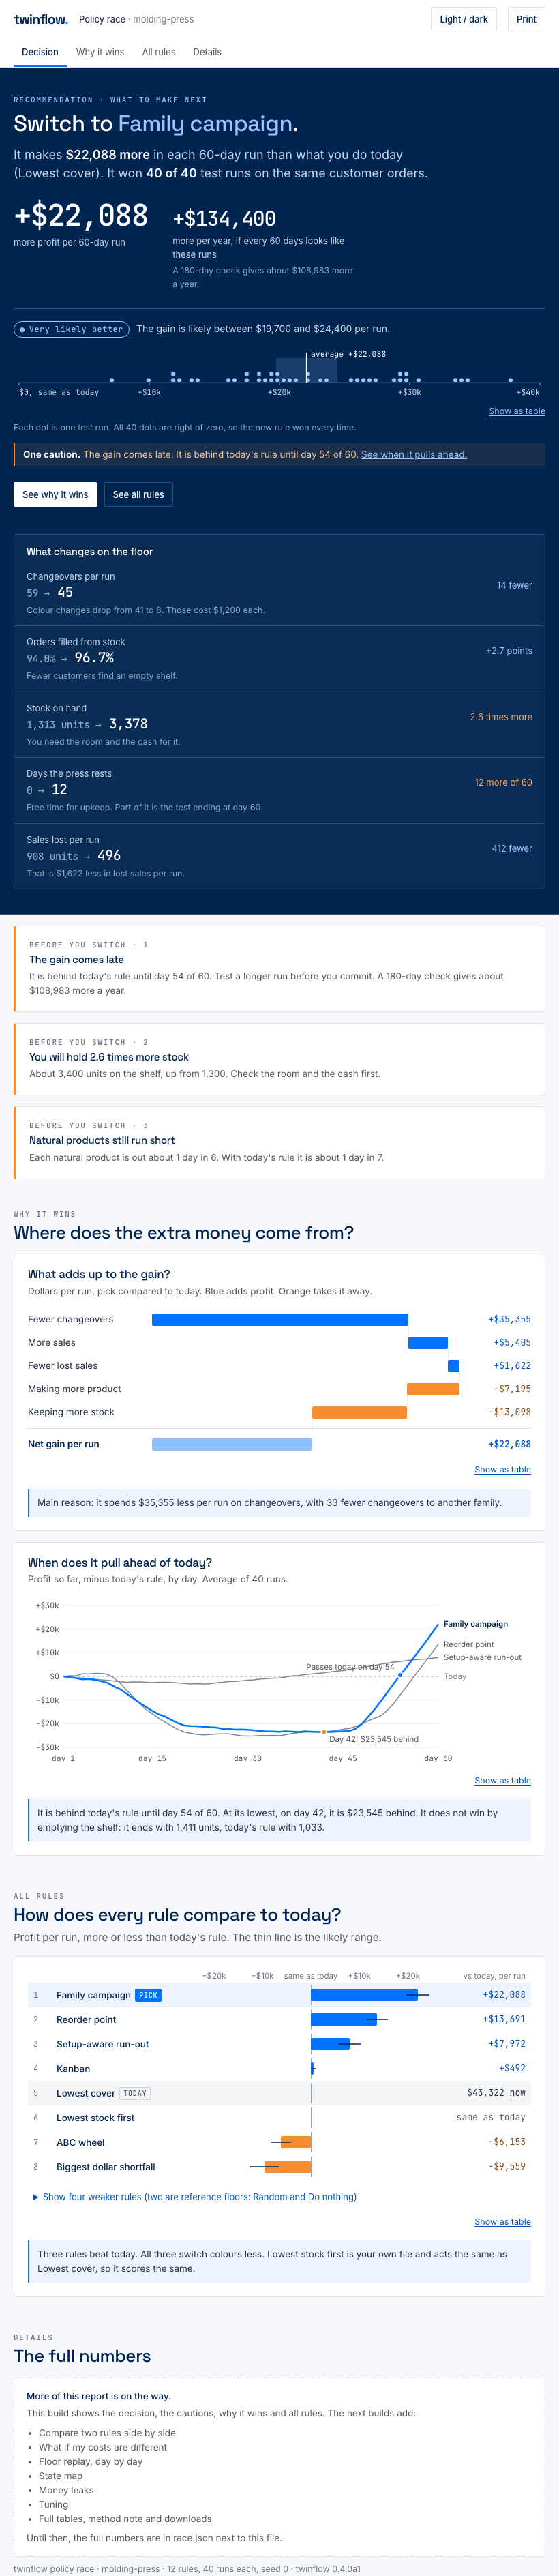 twinflow. Policy race · molding-press Light / dark Print
Decision Why it wins All rules Details
RECOMMENDATION · WHAT TO MAKE NEXT
Switch to Family campaign.
It makes $22,088 more in each 60-day run than what you do today
(Lowest cover). It won 40 of 40 test runs on the same customer orders.
+$22,088
more profit per 60-day run
+$134,400
more per year, if every 60 days looks like
these runs
A 180-day check gives about $108,983 more
a year.
Very likely better The gain is likely between $19,700 and $24,400 per run.
average +$22,088
$0, same as today +$10k +$20k +$30k +$40k
Show as table
Each dot is one test run. All 40 dots are right of zero, so the new rule won every time.
One caution. The gain comes late. It is behind today's rule until day 54 of 60. See when it pulls ahead.
See why it wins See all rules
What changes on the floor
Changeovers per run
59 → 45 14 fewer
Colour changes drop from 41 to 8. Those cost $1,200 each.
Orders filled from stock
94.0% → 96.7% +2.7 points
Fewer customers find an empty shelf.
Stock on hand
1,313 units → 3,378 2.6 times more
You need the room and the cash for it.
Days the press rests
0 → 12 12 more of 60
Free time for upkeep. Part of it is the test ending at day 60.
Sales lost per run
908 units → 496 412 fewer
That is $1,622 less in lost sales per run.
BEFORE YOU SWITCH · 1
The gain comes late
It is behind today's rule until day 54 of 60. Test a longer run before you commit. A 180-day check gives about
$108,983 more a year.
BEFORE YOU SWITCH · 2
You will hold 2.6 times more stock
About 3,400 units on the shelf, up from 1,300. Check the room and the cash first.
BEFORE YOU SWITCH · 3
Natural products still run short
Each natural product is out about 1 day in 6. With today's rule it is about 1 day in 7.
WHY IT WINS
Where does the extra money come from?
What adds up to the gain?
Dollars per run, pick compared to today. Blue adds profit. Orange takes it away.
Fewer changeovers +$35,355
More sales +$5,405
Fewer lost sales +$1,622
Making more product -$7,195
Keeping more stock -$13,098
Net gain per run +$22,088
Show as table
Main reason: it spends $35,355 less per run on changeovers, with 33 fewer changeovers to another family.
When does it pull ahead of today?
Profit so far, minus today's rule, by day. Average of 40 runs.
+$30k
+$20k Family campaign
+$10k Reorder point
Setup-aware run-out
Passes today on day 54
$0 Today
−$10k
−$20k
Day 42: $23,545 behind
−$30k
day 1 day 15 day 30 day 45 day 60
Show as table
It is behind today's rule until day 54 of 60. At its lowest, on day 42, it is $23,545 behind. It does not win by
emptying the shelf: it ends with 1,411 units, today's rule with 1,033.
ALL RULES
How does every rule compare to today?
Profit per run, more or less than today's rule. The thin line is the likely range.
−$20k −$10k same as today +$10k +$20k vs today, per run
1 Family campaign PICK +$22,088
2 Reorder point +$13,691
3 Setup-aware run-out +$7,972
4 Kanban +$492
5 Lowest cover TODAY $43,322 now
6 Lowest stock first same as today
7 ABC wheel -$6,153
8 Biggest dollar shortfall -$9,559
▶ Show four weaker rules (two are reference floors: Random and Do nothing)
Show as table
Three rules beat today. All three switch colours less. Lowest stock first is your own file and acts the same as
Lowest cover, so it scores the same.
DETAILS
The full numbers
More of this report is on the way.
This build shows the decision, the cautions, why it wins and all rules. The next builds add:
• Compare two rules side by side
• What if my costs are different
• Floor replay, day by day
• State map
• Money leaks
• Tuning
• Full tables, method note and downloads
Until then, the full numbers are in race.json next to this file.
twinflow policy race · molding-press · 12 rules, 40 runs each, seed 0 · twinflow 0.4.0a1